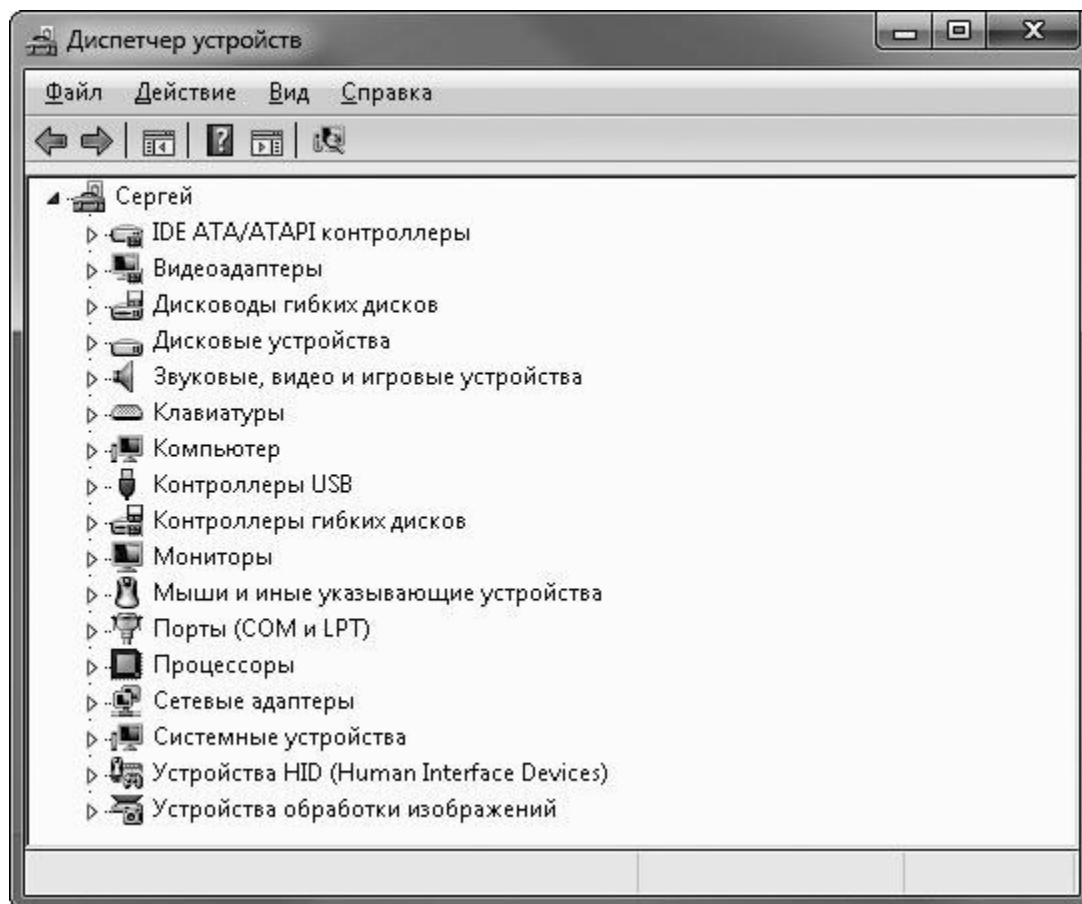 Диспетчер устройств
Файл Действие Вид Справка
Сергей
IDE ATA/ATAPI контроллеры
Видеоадаптеры
Дисководы гибких дисков
Дисковые устройства
Звуковые, видео и игровые устройства
Клавиатуры
Компьютер
Контроллеры USB
Контроллеры гибких дисков
Мониторы
Мыши и иные указывающие устройства
Порты (COM и LPT)
Процессоры
Сетевые адаптеры
Системные устройства
Устройства HID (Human Interface Devices)
Устройства обработки изображений